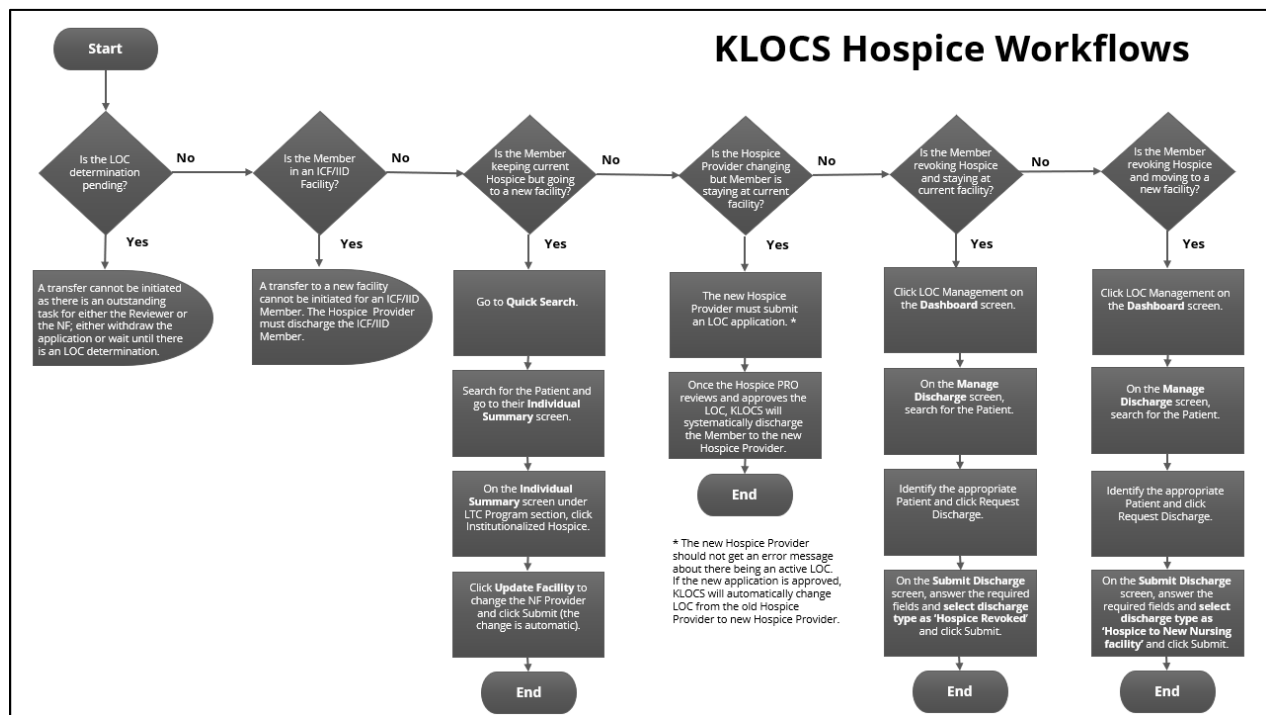 KLOCS Hospice Workflows
Start
Is the LOC
determination
pending?
No
Yes
A transfer cannot be initiated
as there is an outstanding
task for either the Reviewer or
the NF; either withdraw the
application or wait until there
is an LOC determination.
Is the Member
in an ICF/IID
Facility?
No
Yes
A transfer to a new facility
cannot be initiated for an ICF/IID
Member. The Hospice Provider
must discharge the ICF/IID
Member.
Is the Member
keeping current
Hospice but going
to a new facility?
No
Yes
Go to Quick Search.
Search for the Patient and
go to their Individual
Summary screen.
On the Individual
Summary screen under
LTC Program section, click
Institutionalized Hospice.
Click Update Facility to
change the NF Provider
and click Submit (the
change is automatic).
End
Is the Hospice
Provider changing
but Member is
staying at current
facility?
No
Yes
The new Hospice
Provider must submit
an LOC application. *
Once the Hospice PRO
reviews and approves the
LOC, KLOCS will
systematically discharge
the Member to the new
Hospice Provider.
End
* The new Hospice Provider
should not get an error message
about there being an active LOC.
If the new application is approved,
KLOCS will automatically change
LOC from the old Hospice
Provider to new Hospice Provider.
Is the Member
revoking Hospice
and staying at
current facility?
No
Yes
Click LOC Management on
the Dashboard screen.
On the Manage
Discharge screen,
search for the Patient.
Identify the appropriate
Patient and click Request
Discharge.
On the Submit Discharge
screen, answer the required
fields and select discharge
type as ‘Hospice Revoked’
and click Submit.
End
Is the Member
revoking Hospice
and moving to a
new facility?
Yes
Click LOC Management on
the Dashboard screen.
On the Manage
Discharge screen,
search for the Patient.
Identify the appropriate
Patient and click
Request Discharge.
On the Submit Discharge
screen, answer the
required fields and select
discharge type as
‘Hospice to New Nursing
facility’ and click Submit.
End